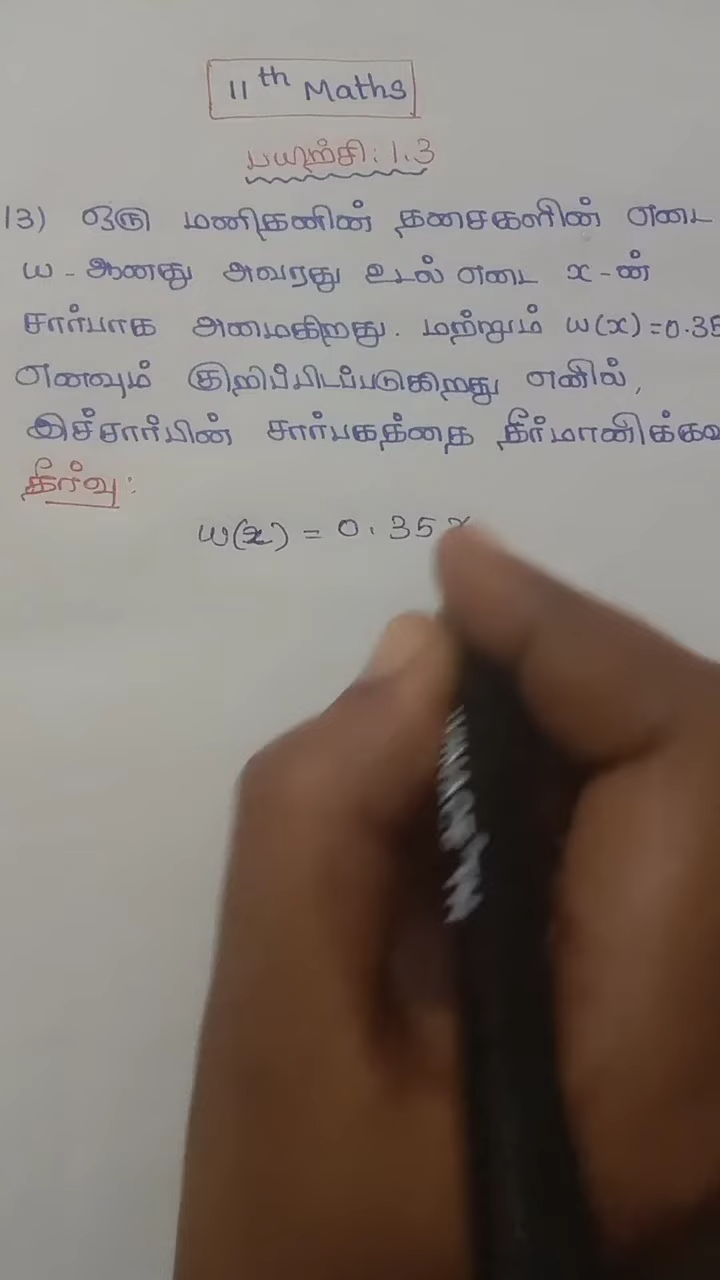 11th Maths
பயிற்சி: 1.3
13) ஒரு மனிதனின் தசைகளின் எடை
w - ஆனது அவரது உடல் எடை x - ன்
சார்பாக அமைகிறது. மற்றும் w(x) = 0.35
எனவும் குறிப்பிடப்படுகிறது எனில்,
இச்சார்பின் சார்பகத்தை
தீர்வு:
w(x) = 0.35x